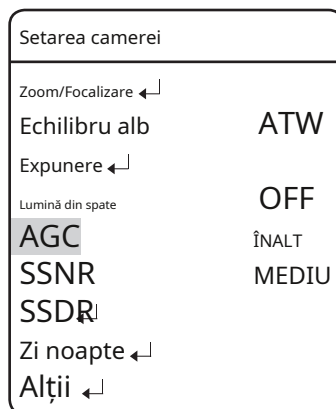 Setarea camerei
Zoom/Focalizare ↵
Echilibru alb ATW
Expunere ↵
Lumină din spate OFF
AGC ÎNALT
SSNR MEDIU
SSDR ↵
Zi noapte ↵
Alții ↵